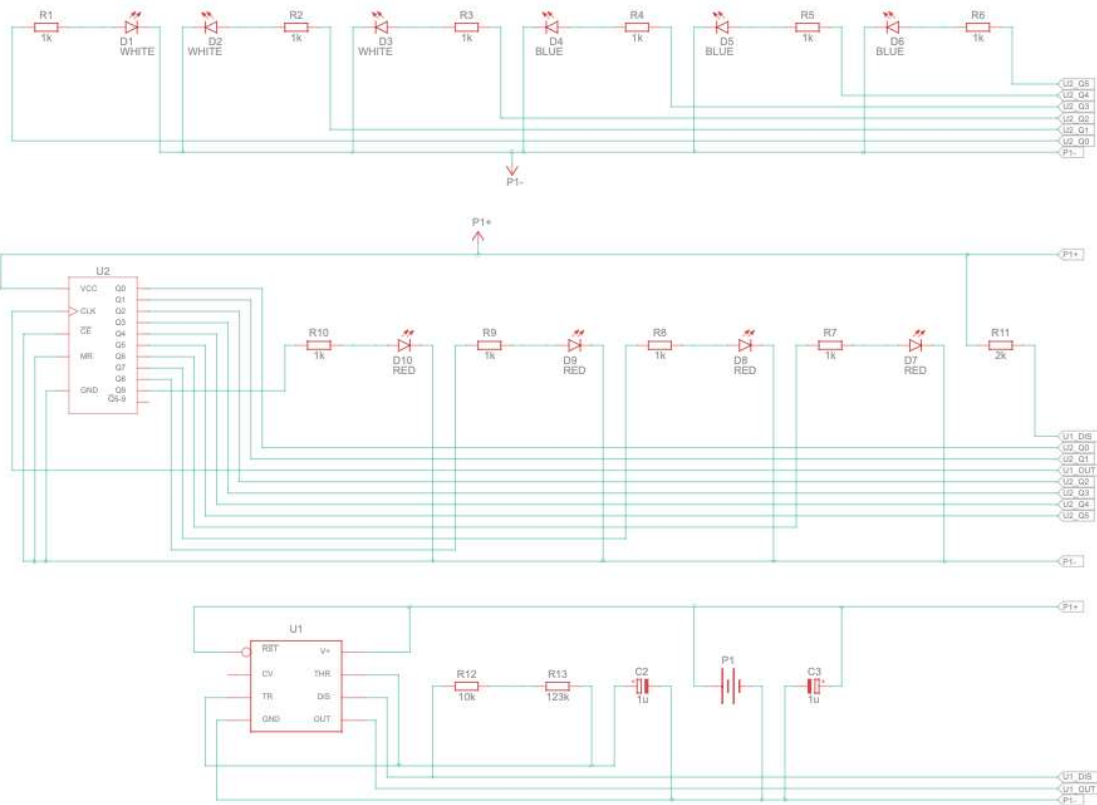 R1
1k
D1
WHITE
D2
WHITE
R2
1k
D3
WHITE
R3
1k
D4
BLUE
R4
1k
D5
BLUE
R5
1k
D6
BLUE
R6
1k
U2_Q5
U2_Q4
U2_Q3
U2_Q2
U2_Q1
U2_Q0
P1-
P1-
P1+
P1+
U2
VCC
CLK
CE
MR
GND
Q0
Q1
Q2
Q3
Q4
Q5
Q6
Q7
Q8
Q9
Q5-9
R10
1k
D10
RED
R9
1k
D9
RED
R8
1k
D8
RED
R7
1k
D7
RED
R11
2k
U1_DIS
U2_Q0
U2_Q1
U1_OUT
U2_Q2
U2_Q3
U2_Q4
U2_Q5
P1-
P1+
U1
RST
CV
TR
GND
V+
THR
DIS
OUT
R12
10k
R13
123k
C2
1u
P1
C3
1u
U1_DIS
U1_OUT
P1-